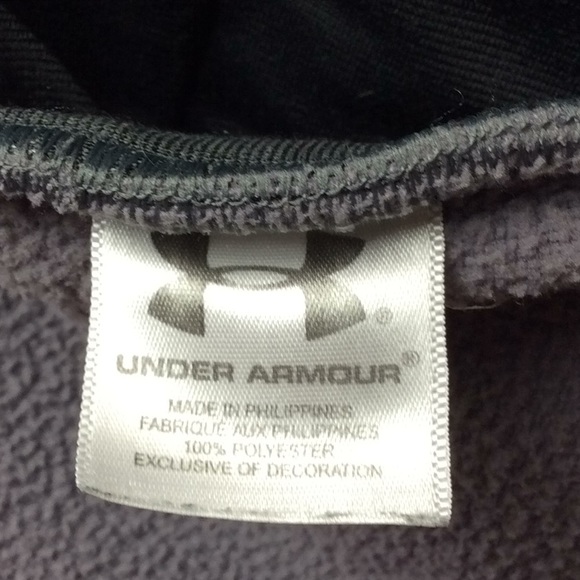 ®
UNDER ARMOUR®
MADE IN PHILIPPINES
FABRIQUÉ AUX PHILIPPINES
100% POLYESTER
EXCLUSIVE OF DECORATION